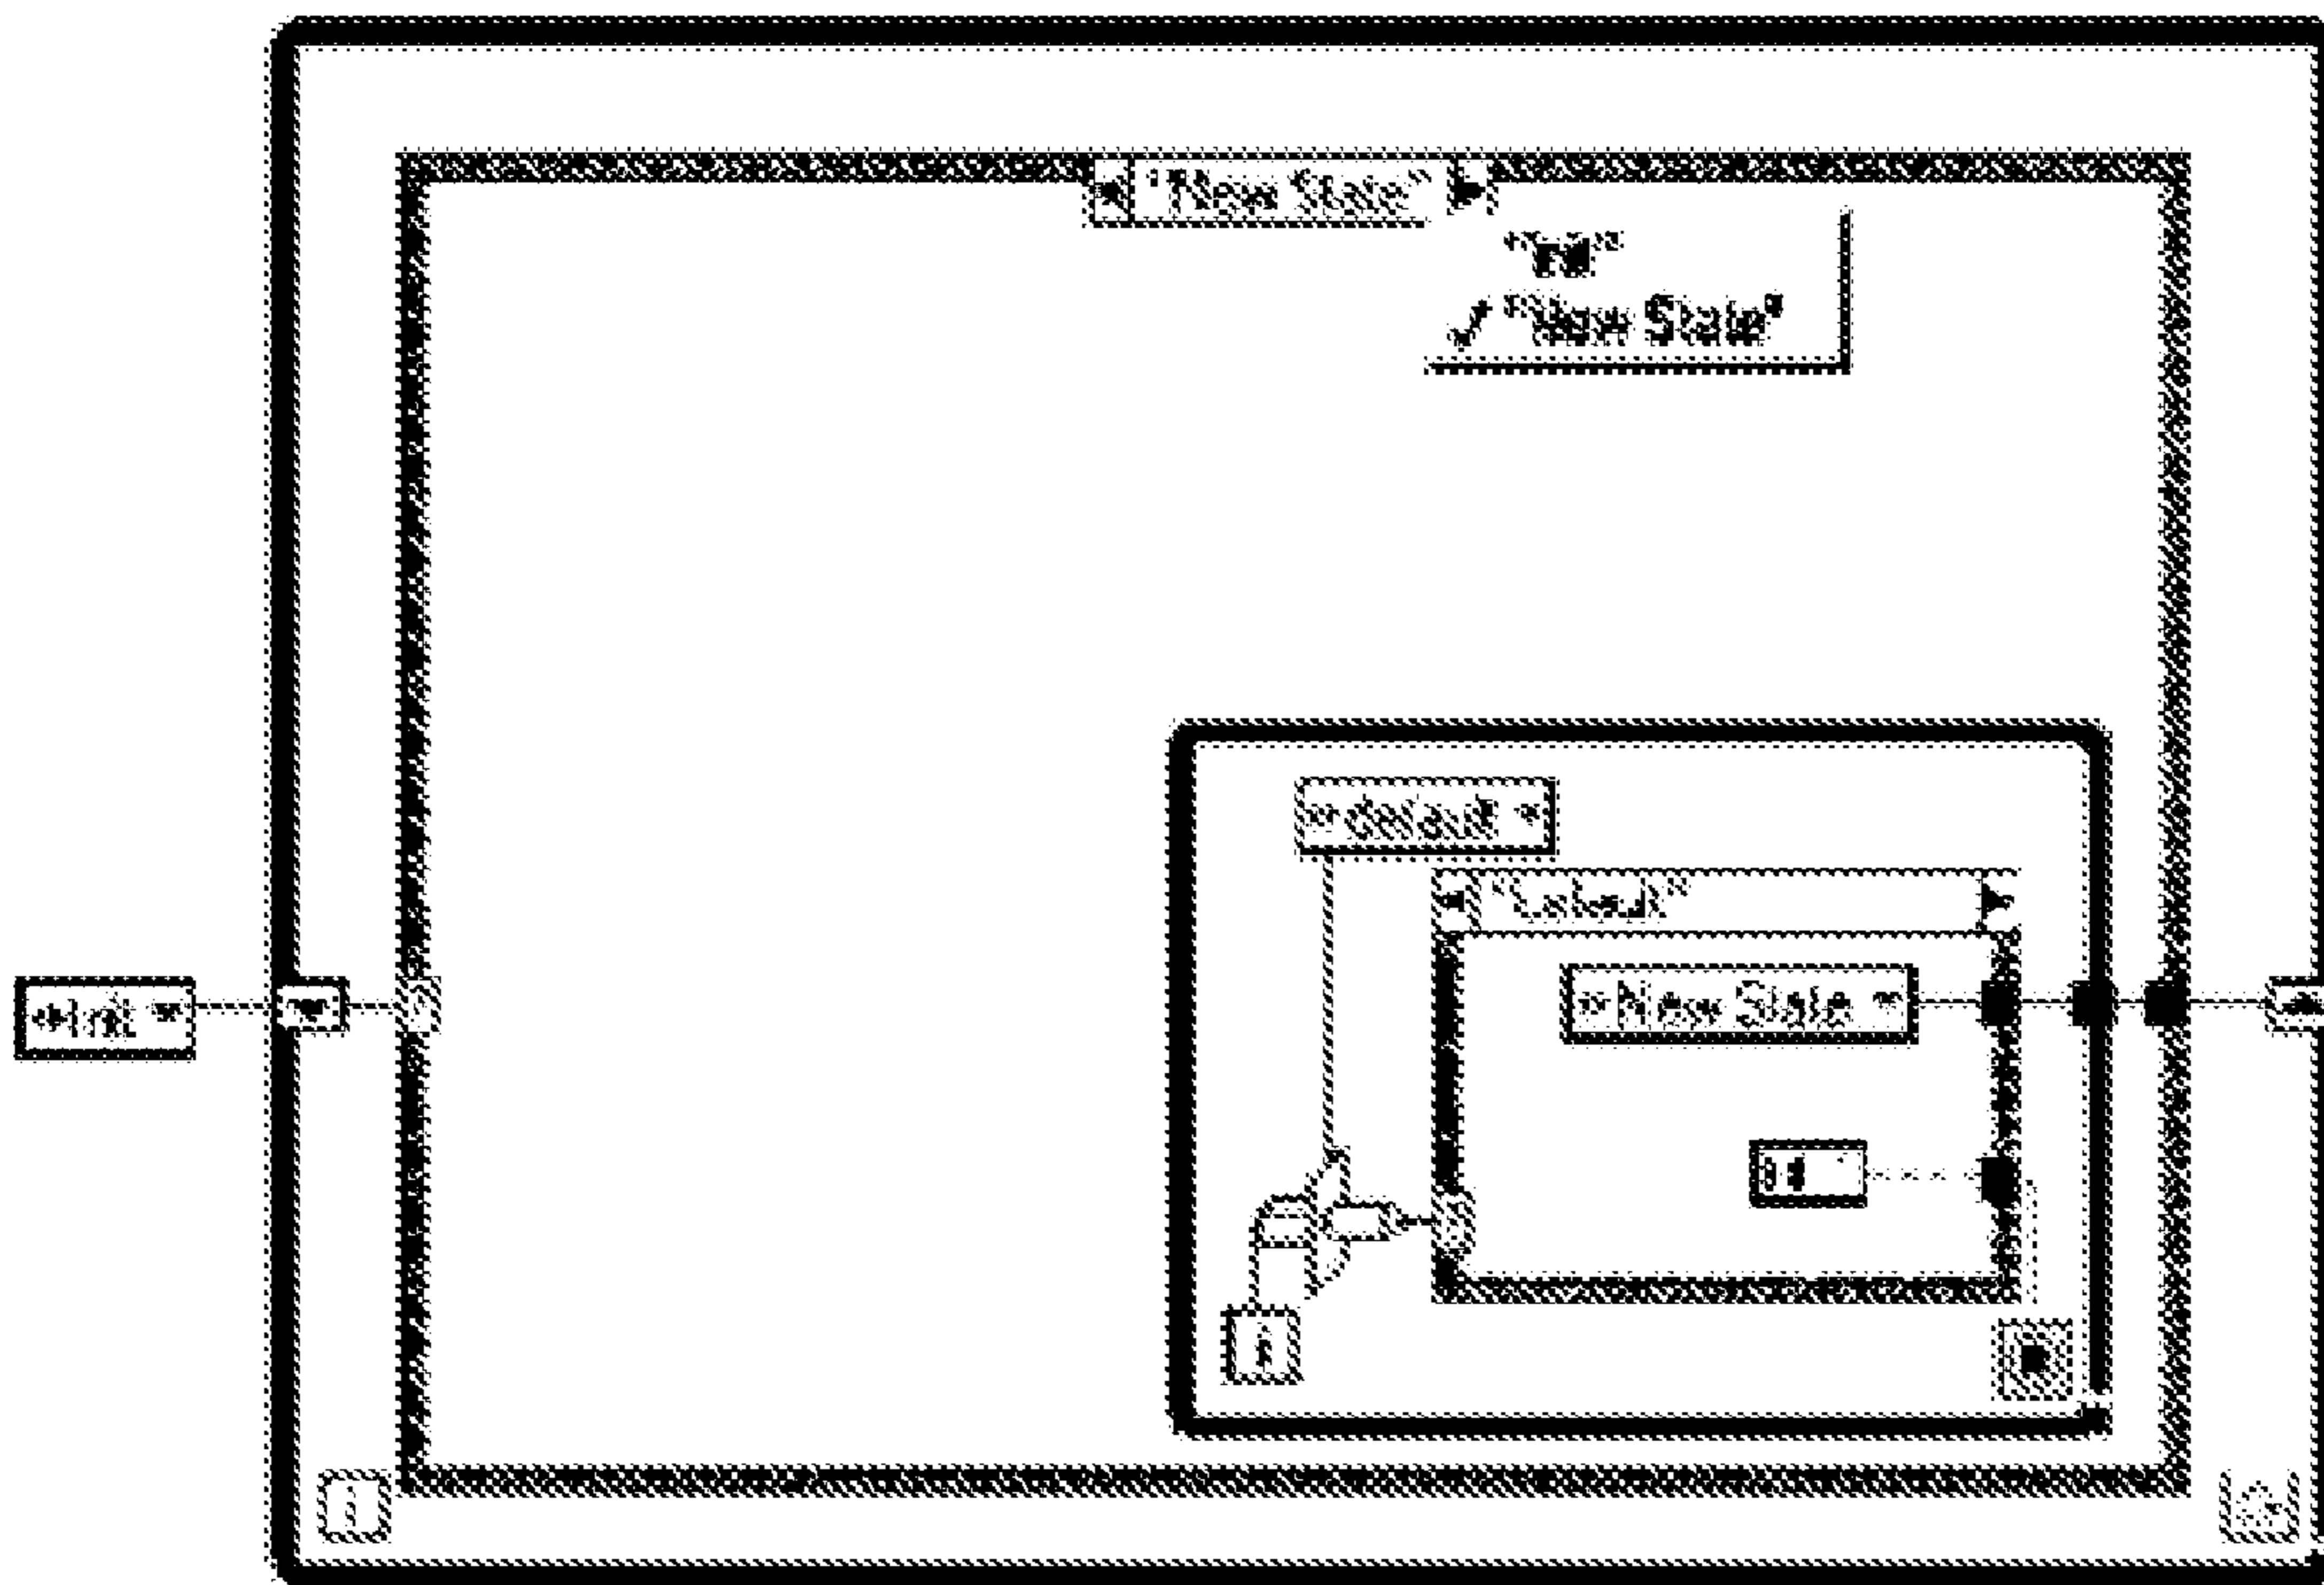 "New State"
"Init"
"New State"
default
"Default"
Init
New State
i
i